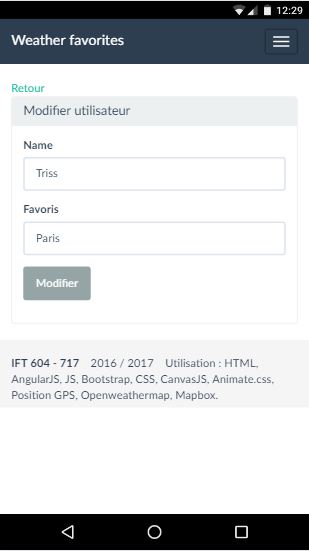 12:29
Weather favorites
Retour
Modifier utilisateur
Name
Triss
Favoris
Paris
Modifier
IFT 604 - 717 2016 / 2017 Utilisation : HTML,
AngularJS, JS, Bootstrap, CSS, CanvasJS, Animate.css,
Position GPS, Openweathermap, Mapbox.